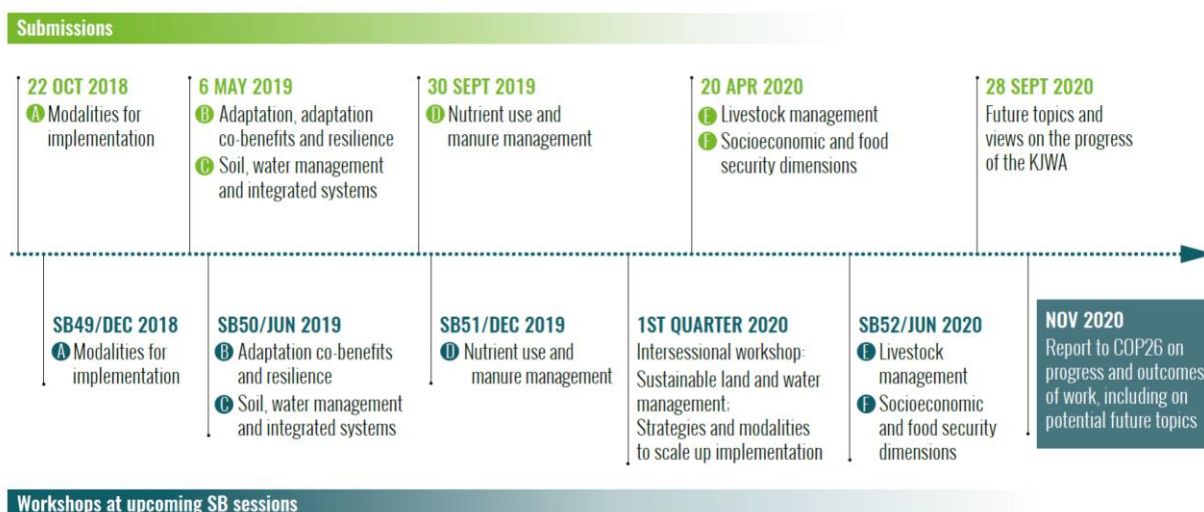 Submissions
22 OCT 2018
A Modalities for
implementation
6 MAY 2019
B Adaptation, adaptation
co-benefits and resilience
C Soil, water management
and integrated systems
30 SEPT 2019
D Nutrient use and
manure management
20 APR 2020
E Livestock management
F Socioeconomic and food
security dimensions
28 SEPT 2020
Future topics and
views on the progress
of the KJWA
SB49/DEC 2018
A Modalities for
implementation
SB50/JUN 2019
B Adaptation co-benefits
and resilience
C Soil, water management
and integrated systems
SB51/DEC 2019
D Nutrient use and
manure management
1ST QUARTER 2020
Intersessional workshop:
Sustainable land and water
management;
Strategies and modalities
to scale up implementation
SB52/JUN 2020
E Livestock
management
F Socioeconomic
and food security
dimensions
NOV 2020
Report to COP26 on
progress and outcomes
of work, including on
potential future topics
Workshops at upcoming SB sessions